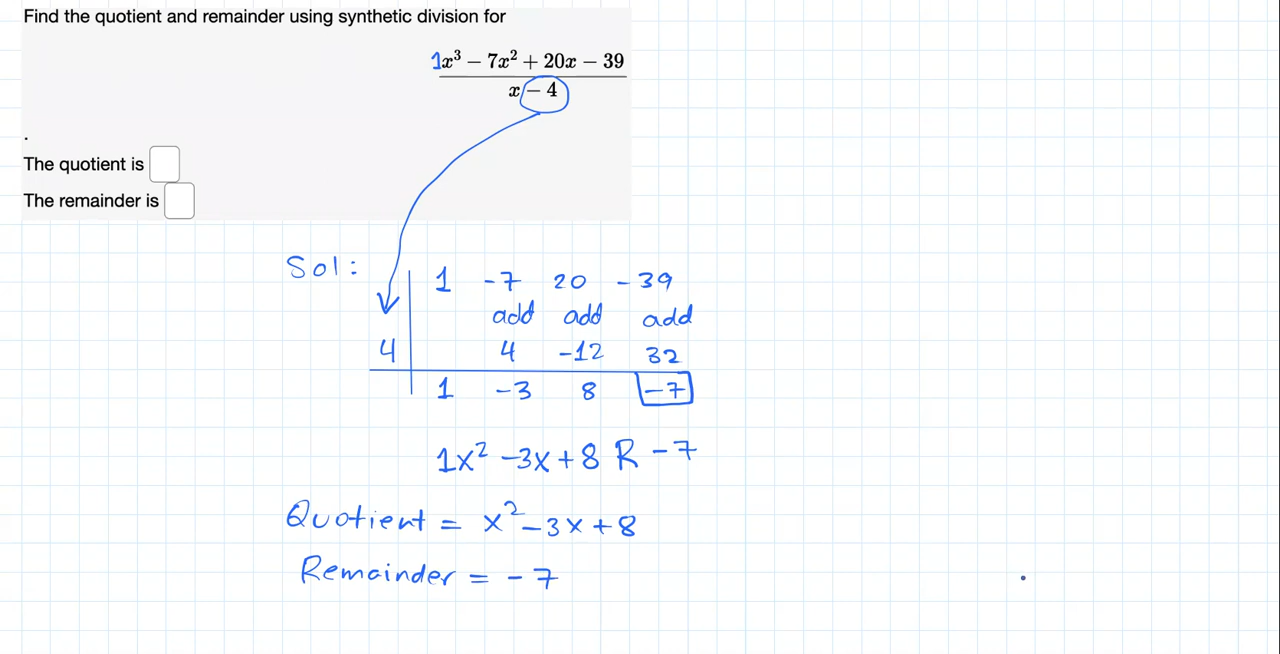 Find the quotient and remainder using synthetic division for
1x³ − 7x² + 20x − 39
x − 4
.
The quotient is
The remainder is
Sol:
1 -7 20 -39
add add add
4 4 -12 32
1 -3 8 -7
1x² -3x+8 R -7
Quotient = x² -3x+8
Remainder = -7